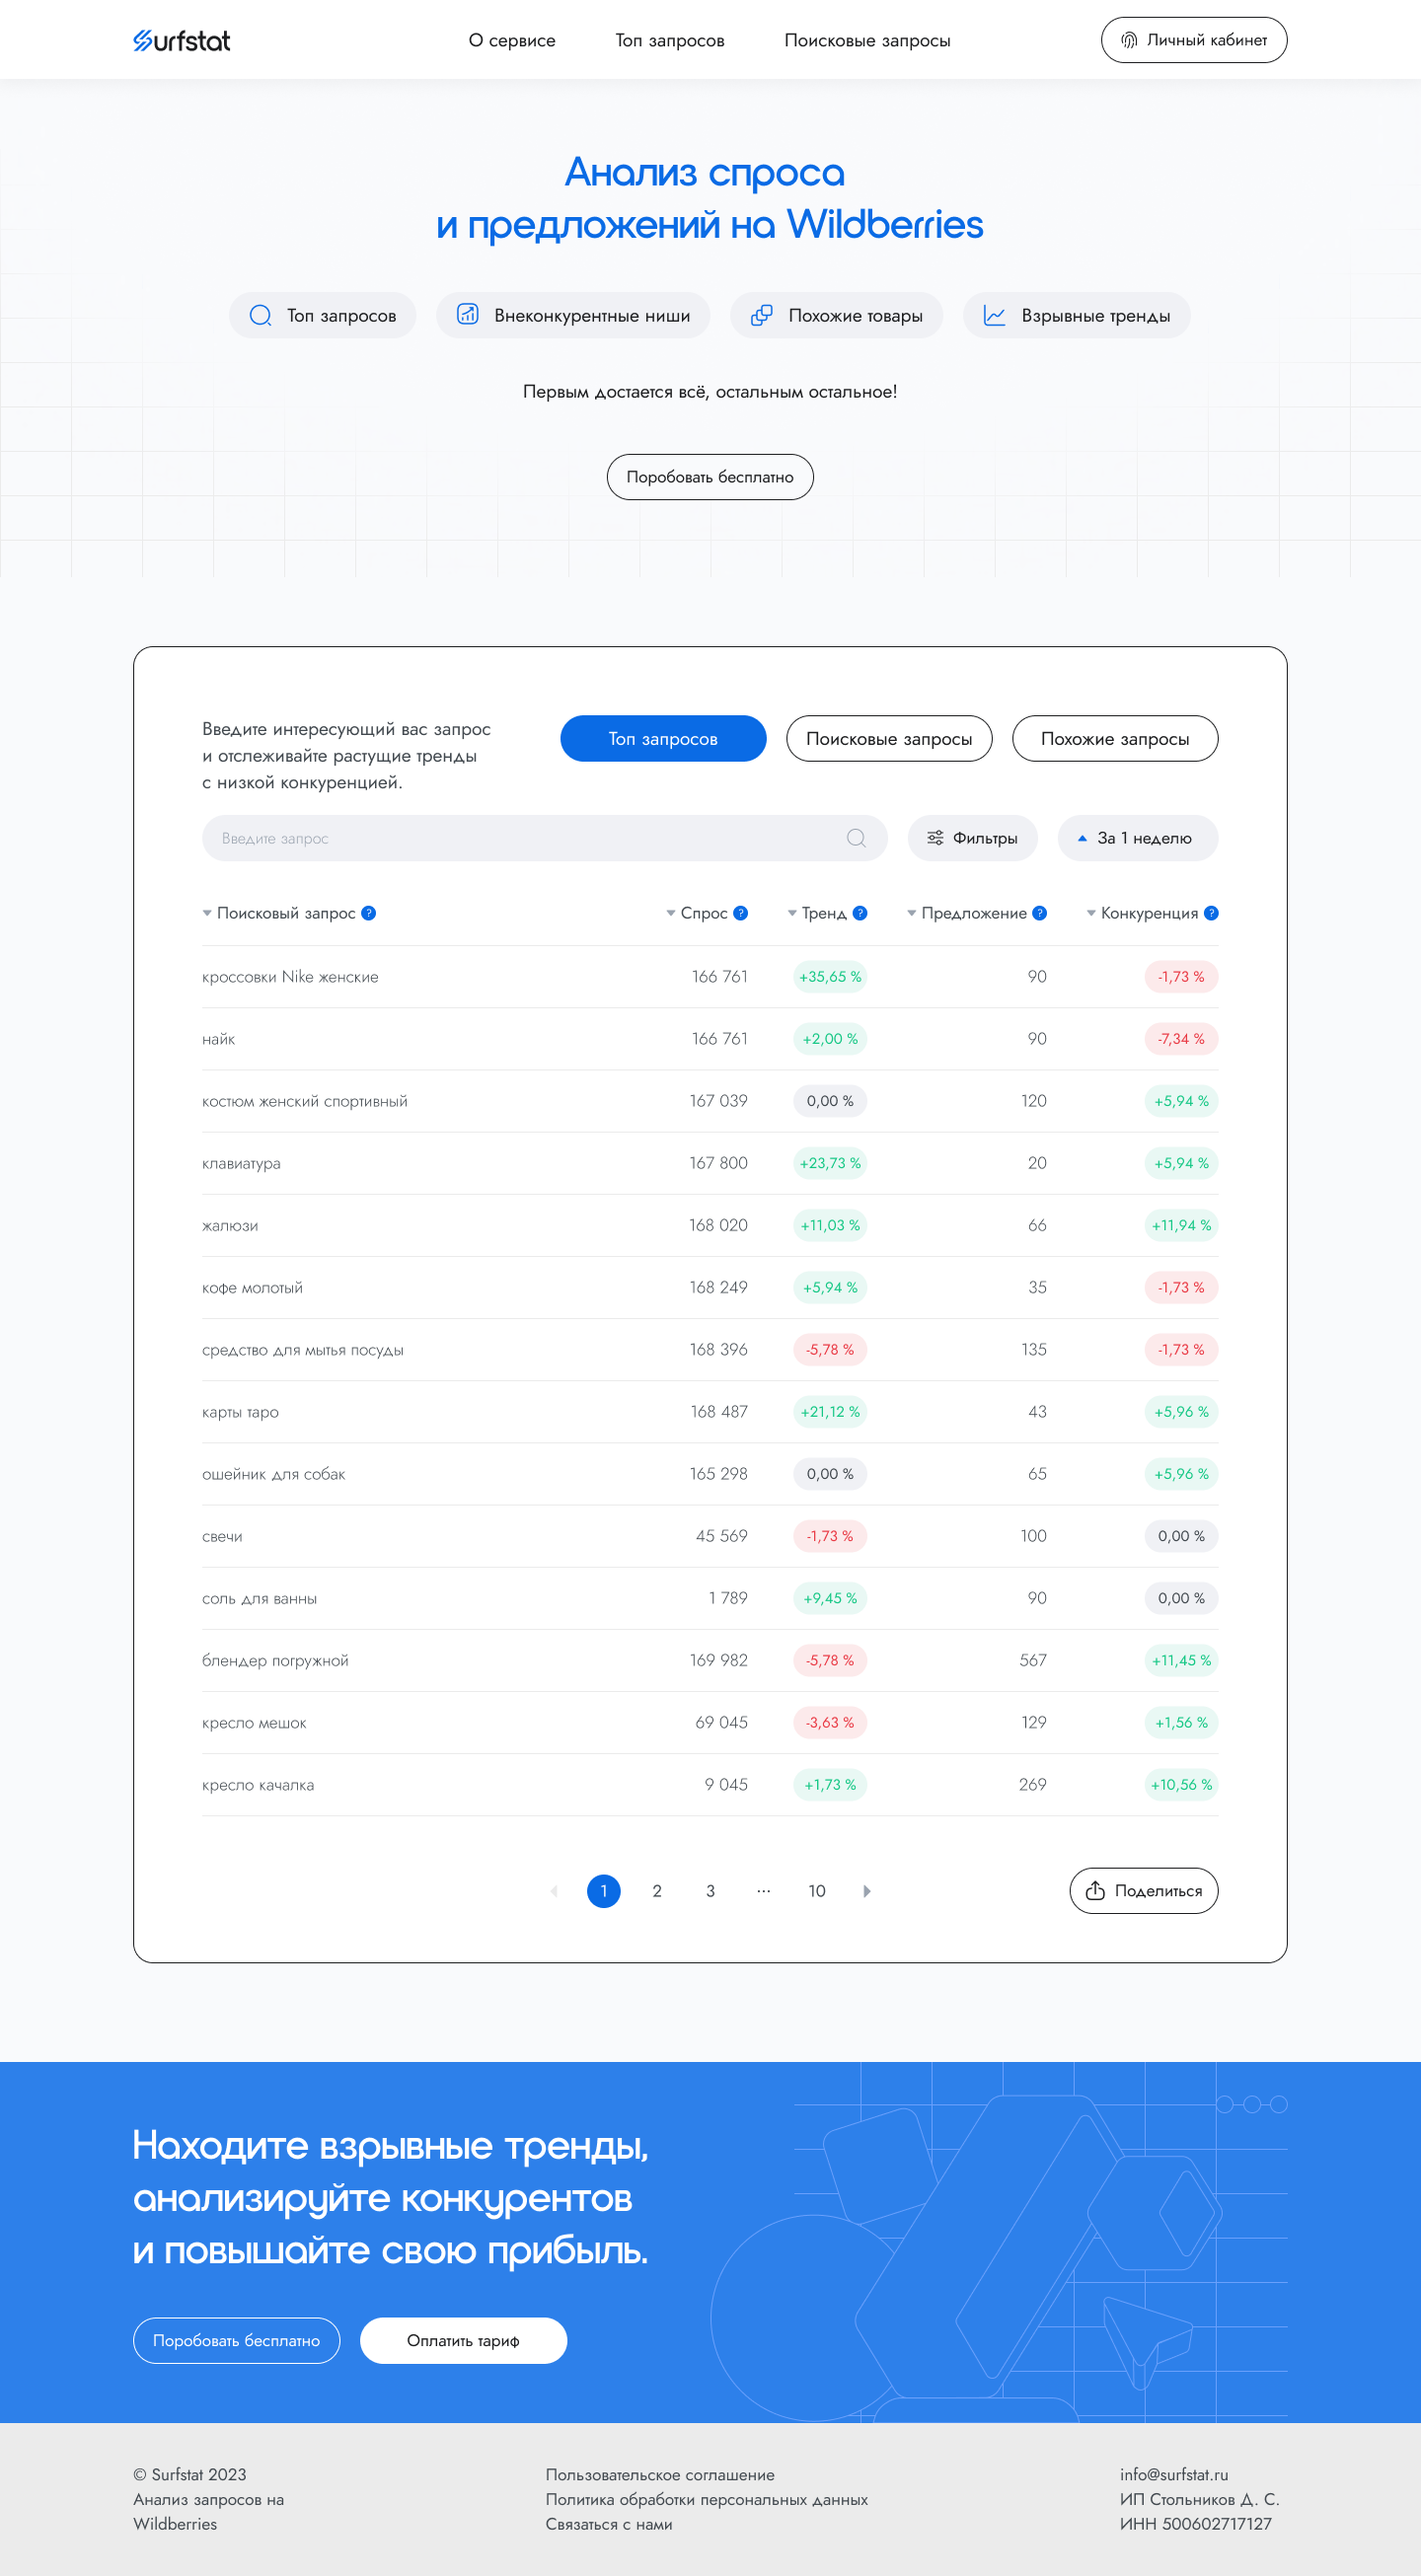 Surfstat
О сервисе
Топ запросов
Поисковые запросы
Личный кабинет
Анализ спроса
и предложений на Wildberries
Топ запросов
Внеконкурентные ниши
Похожие товары
Взрывные тренды
Первым достается всё, остальным остальное!
Поробовать бесплатно
Введите интересующий вас запрос
и отслеживайте растущие тренды
с низкой конкуренцией.
Топ запросов
Поисковые запросы
Похожие запросы
Введите запрос
Фильтры
За 1 неделю
Поисковый запрос ? Спрос ? Тренд ? Предложение ? Конкуренция ?
кроссовки Nike женские 166 761 +35,65 % 90 -1,73 %
найк 166 761 +2,00 % 90 -7,34 %
костюм женский спортивный 167 039 0,00 % 120 +5,94 %
клавиатура 167 800 +23,73 % 20 +5,94 %
жалюзи 168 020 +11,03 % 66 +11,94 %
кофе молотый 168 249 +5,94 % 35 -1,73 %
средство для мытья посуды 168 396 -5,78 % 135 -1,73 %
карты таро 168 487 +21,12 % 43 +5,96 %
ошейник для собак 165 298 0,00 % 65 +5,96 %
свечи 45 569 -1,73 % 100 0,00 %
соль для ванны 1 789 +9,45 % 90 0,00 %
блендер погружной 169 982 -5,78 % 567 +11,45 %
кресло мешок 69 045 -3,63 % 129 +1,56 %
кресло качалка 9 045 +1,73 % 269 +10,56 %
1 2 3 ... 10
Поделиться
Находите взрывные тренды,
анализируйте конкурентов
и повышайте свою прибыль.
Поробовать бесплатно
Оплатить тариф
© Surfstat 2023
Анализ запросов на
Wildberries
Пользовательское соглашение
Политика обработки персональных данных
Связаться с нами
info@surfstat.ru
ИП Стольников Д. С.
ИНН 500602717127